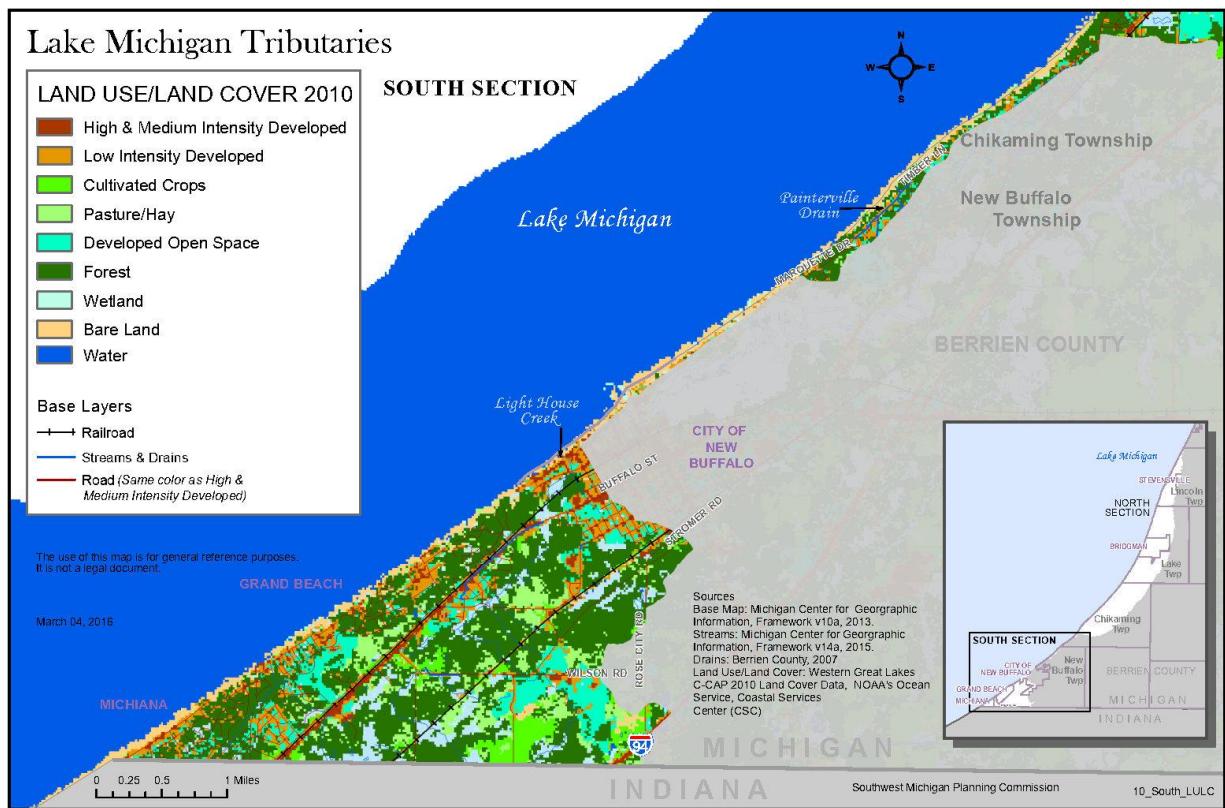 Lake Michigan Tributaries
SOUTH SECTION
LAND USE/LAND COVER 2010
High & Medium Intensity Developed
Low Intensity Developed
Cultivated Crops
Pasture/Hay
Developed Open Space
Forest
Wetland
Bare Land
Water
Base Layers
Railroad
Streams & Drains
Road (Same color as High &
Medium Intensity Developed)
The use of this map is for general reference purposes.
It is not a legal document.
March 04, 2016
N
W
E
S
Lake Michigan
Painterville
Drain
TIMBER LN
MARQUETTE DR
Chikaming Township
New Buffalo
Township
BERRIEN COUNTY
Light House
Creek
CITY OF
NEW
BUFFALO
BUFFALO ST
STROMER RD
GRAND BEACH
MICHIANA
WILSON RD
ROSE CITY RD
94
Sources
Base Map: Michigan Center for Geographic
Information, Framework v10a, 2013.
Streams: Michigan Center for Georgraphic
Information, Framework v14a, 2015.
Drains: Berrien County, 2007
Land Use/Land Cover: Western Great Lakes
C-CAP 2010 Land Cover Data, NOAA's Ocean
Service, Coastal Services
Center (CSC)
MICHIGAN
INDIANA
0 0.25 0.5 1 Miles
Southwest Michigan Planning Commission
10_South_LULC
Lake Michigan
STEVENSVILLE
Lincoln
Twp
NORTH
SECTION
BRIDGMAN
Lake
Twp
Chikaming
Twp
SOUTH SECTION
CITY OF
NEW BUFFALO
New
Buffalo
Twp
GRAND BEACH
MICHIANA
BERRIEN COUNTY
MICHIGAN
INDIANA